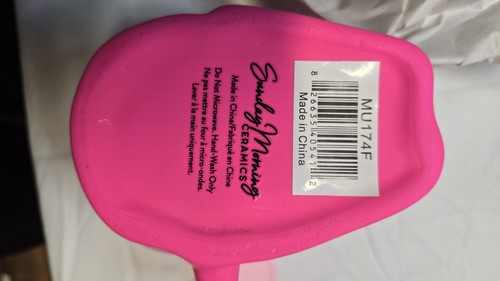 Sunday Morning
CERAMICS
Made in China/Fabriqué en Chine
Do Not Microwave. Hand-Wash Only
Ne pas mettre au four à micro-ondes.
Laver à la main uniquement.
MU174F
8 26635 40541 2
Made in China